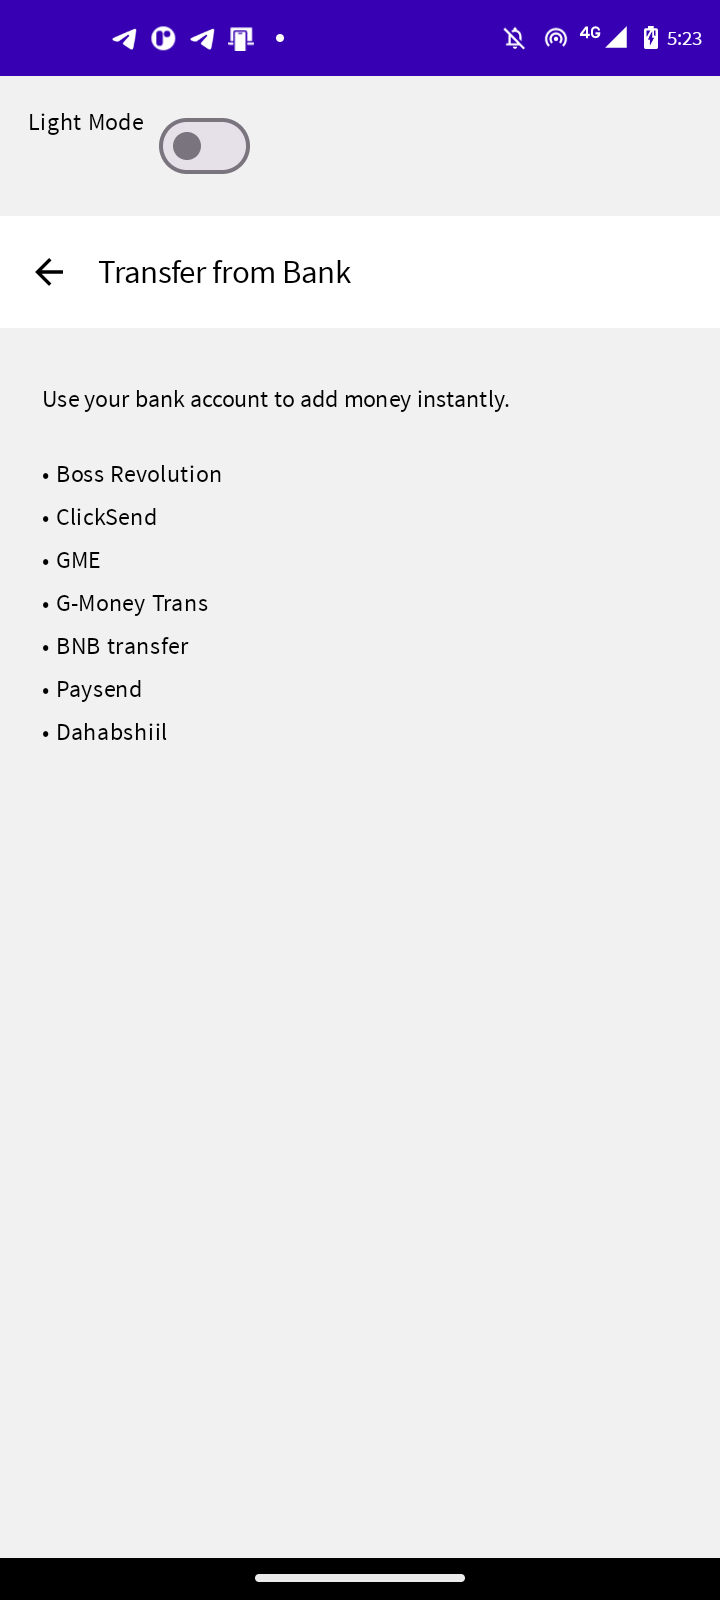 4G 5:23
Light Mode
Transfer from Bank
Use your bank account to add money instantly.
• Boss Revolution
• ClickSend
• GME
• G-Money Trans
• BNB transfer
• Paysend
• Dahabshiil